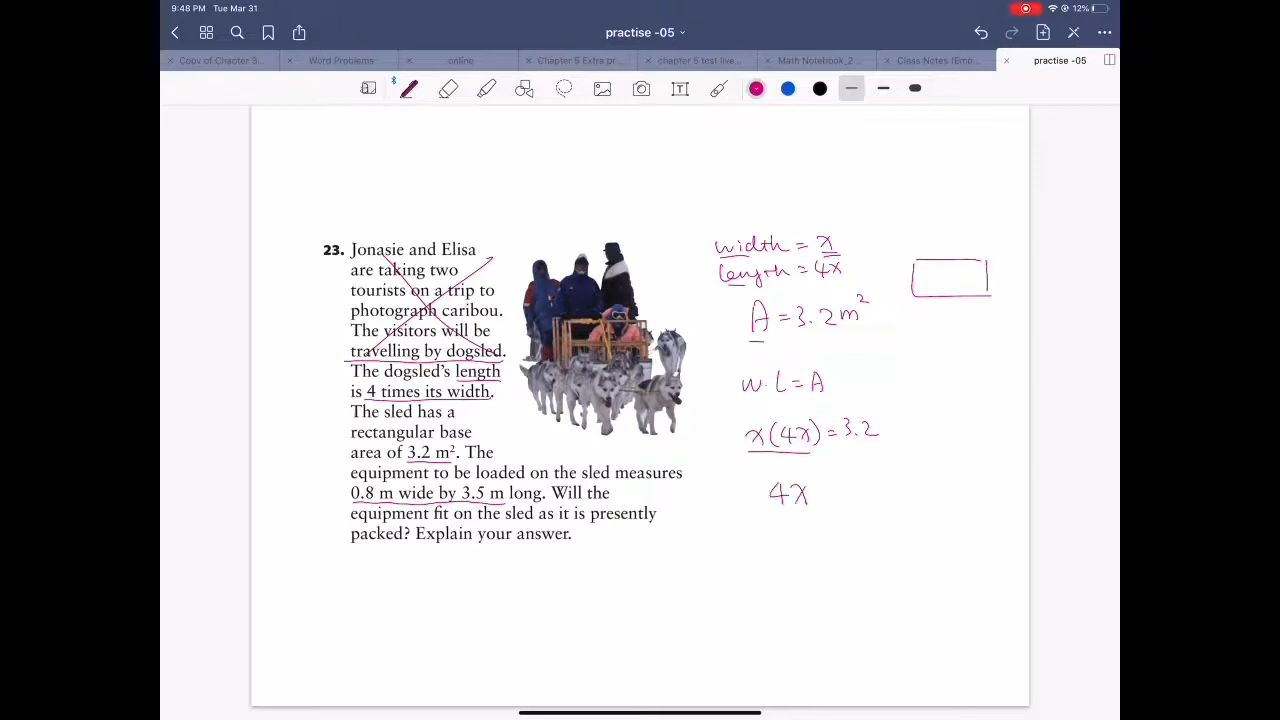 9:48 PM Tue Mar 31
12%
practise -05
Copy of Chapter 3...
Word Problems
online
Chapter 5 Extra pr...
chapter 5 test live...
Math Notebook_2...
Class Notes (Emp...
practise -05
23. Jonasie and Elisa
are taking two
tourists on a trip to
photograph caribou.
The visitors will be
travelling by dogsled.
The dogsled's length
is 4 times its width.
The sled has a
rectangular base
area of 3.2 m². The
equipment to be loaded on the sled measures
0.8 m wide by 3.5 m long. Will the
equipment fit on the sled as it is presently
packed? Explain your answer.
width = x
length = 4x
A = 3.2 m²
w. L = A
x(4x) = 3.2
4x